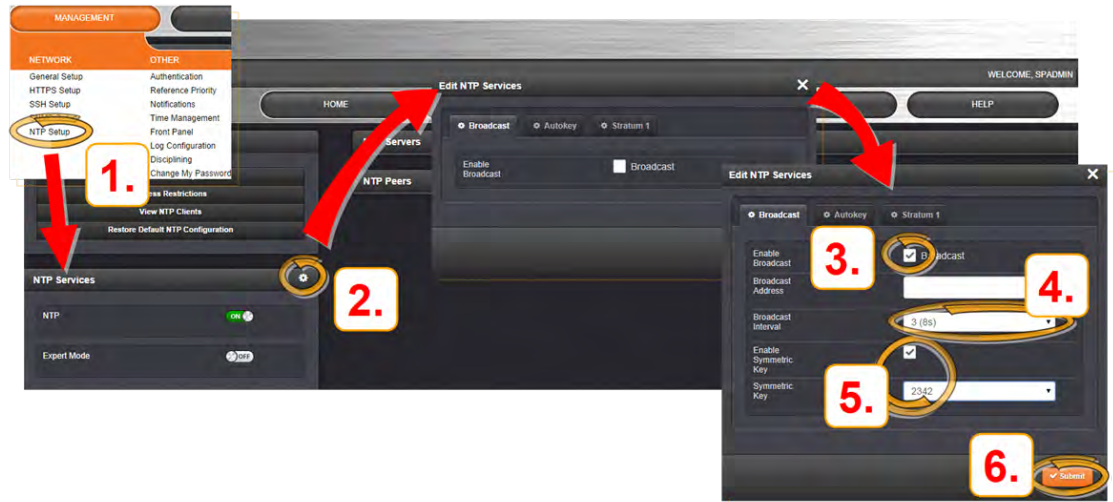 MANAGEMENT
NETWORK
OTHER
General Setup
Authentication
HTTPS Setup
Reference Priority
SSH Setup
Notifications
Time Management
NTP Setup
Front Panel
Log Configuration
Disciplining
Change My Password
1.
WELCOME, SPADMIN
HOME
HELP
Servers
NTP Peers
ess Restrictions
View NTP Clients
Restore Default NTP Configuration
NTP Services
NTP
ON
Expert Mode
OFF
2.
Edit NTP Services
Broadcast
Autokey
Stratum 1
Enable
Broadcast
Broadcast
Edit NTP Services
Broadcast
Autokey
Stratum 1
Enable
Broadcast
3.
B adcast
Broadcast
Address
4.
Broadcast
Interval
3 (8s)
Enable
Symmetric
Key
Symmetric
Key
5.
2342
6.
Submit